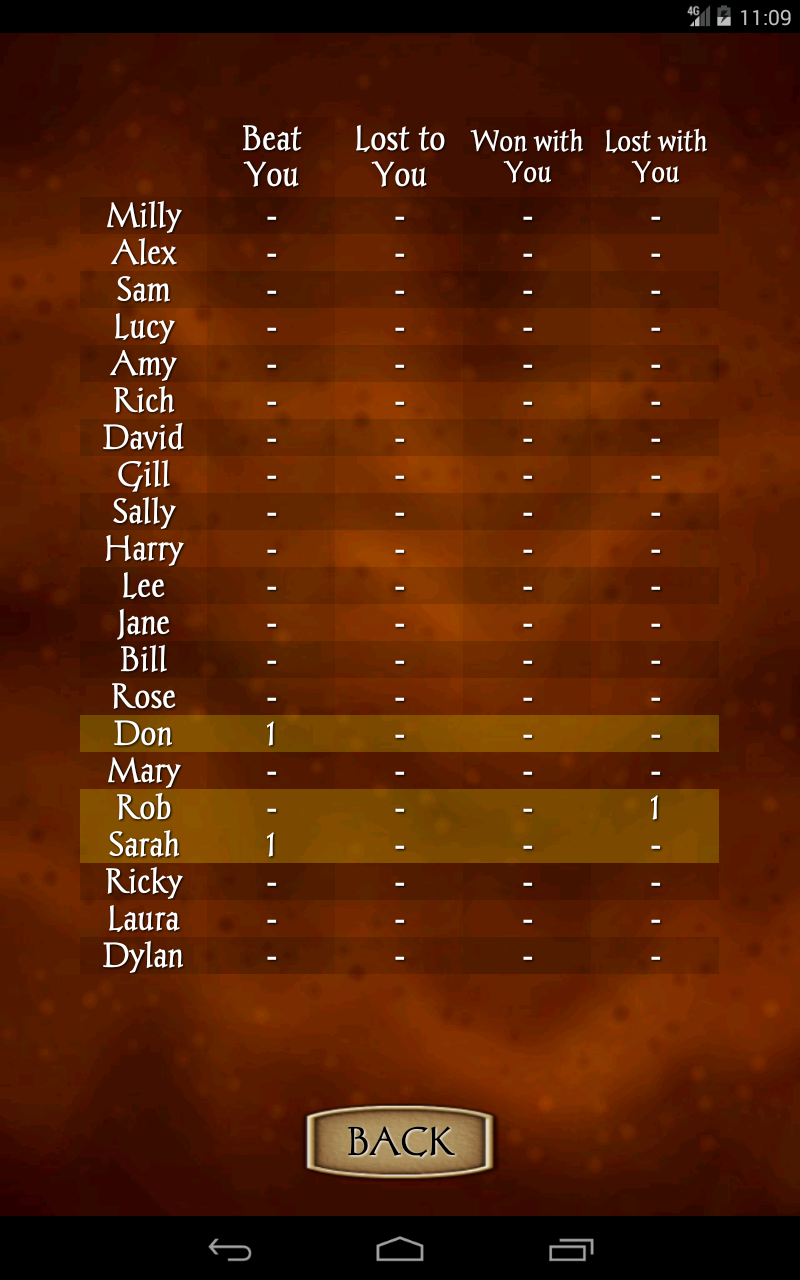 4G 11:09
Beat You Lost to You Won with You Lost with You
Milly - - - -
Alex - - - -
Sam - - - -
Lucy - - - -
Amy - - - -
Rich - - - -
David - - - -
Gill - - - -
Sally - - - -
Harry - - - -
Lee - - - -
Jane - - - -
Bill - - - -
Rose - - - -
Don 1 - - -
Mary - - - -
Rob - - - 1
Sarah 1 - - -
Ricky - - - -
Laura - - - -
Dylan - - - -
BACK